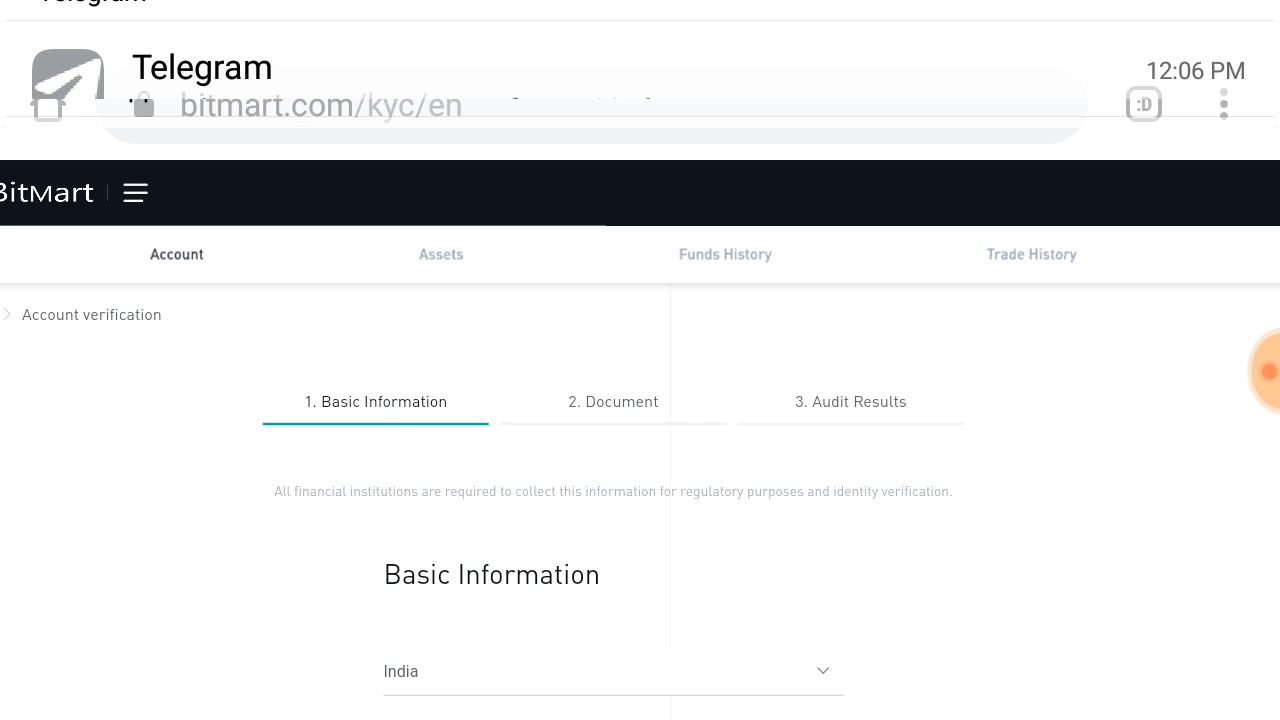 Telegram
Telegram
12:06 PM
bitmart.com/kyc/en
:D
BitMart
Account
Assets
Funds History
Trade History
Account verification
1. Basic Information
2. Document
3. Audit Results
All financial institutions are required to collect this information for regulatory purposes and identity verification.
Basic Information
India